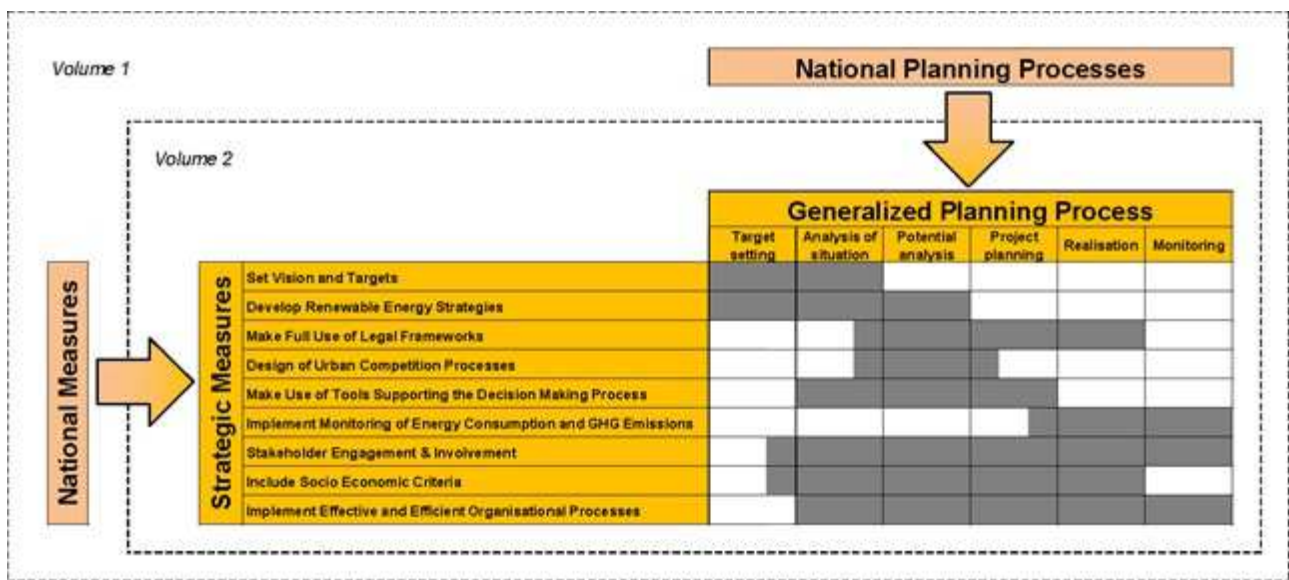 Volume 1
National Planning Processes
Volume 2
Generalized Planning Process
Target setting
Analysis of situation
Potential analysis
Project planning
Realisation
Monitoring
National Measures
Strategic Measures
Set Vision and Targets
Develop Renewable Energy Strategies
Make Full Use of Legal Frameworks
Design of Urban Competition Processes
Make Use of Tools Supporting the Decision Making Process
Implement Monitoring of Energy Consumption and GHG Emissions
Stakeholder Engagement & Involvement
Include Socio Economic Criteria
Implement Effective and Efficient Organisational Processes